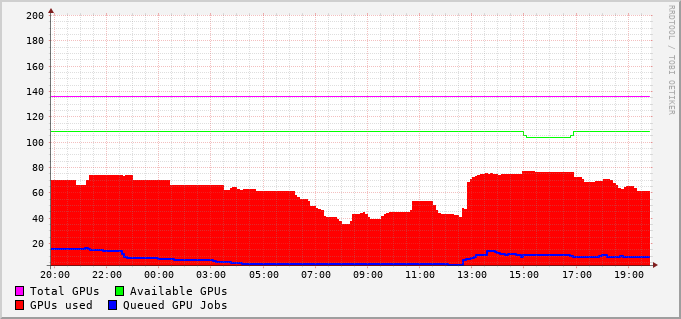 200
180
160
140
120
100
80
60
40
20
20:00 22:00 00:00 03:00 05:00 07:00 09:00 11:00 13:00 15:00 17:00 19:00
Total GPUs Available GPUs
GPUs used Queued GPU Jobs
RRDTOOL / TOBI OETIKER